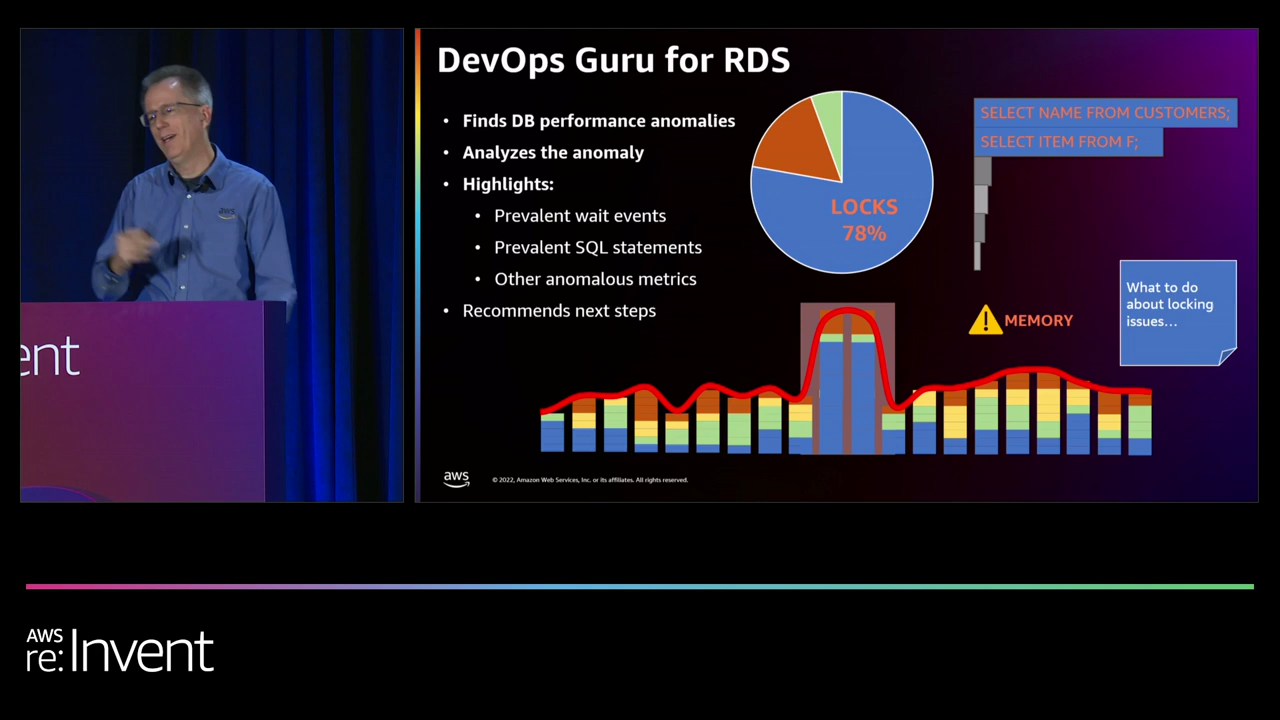 DevOps Guru for RDS
• Finds DB performance anomalies
• Analyzes the anomaly
• Highlights:
• Prevalent wait events
• Prevalent SQL statements
• Other anomalous metrics
• Recommends next steps
LOCKS
78%
SELECT NAME FROM CUSTOMERS;
SELECT ITEM FROM F;
MEMORY
What to do
about locking
issues...
aws
© 2022, Amazon Web Services, Inc. or its affiliates. All rights reserved.
aws
ent
AWS
re:Invent